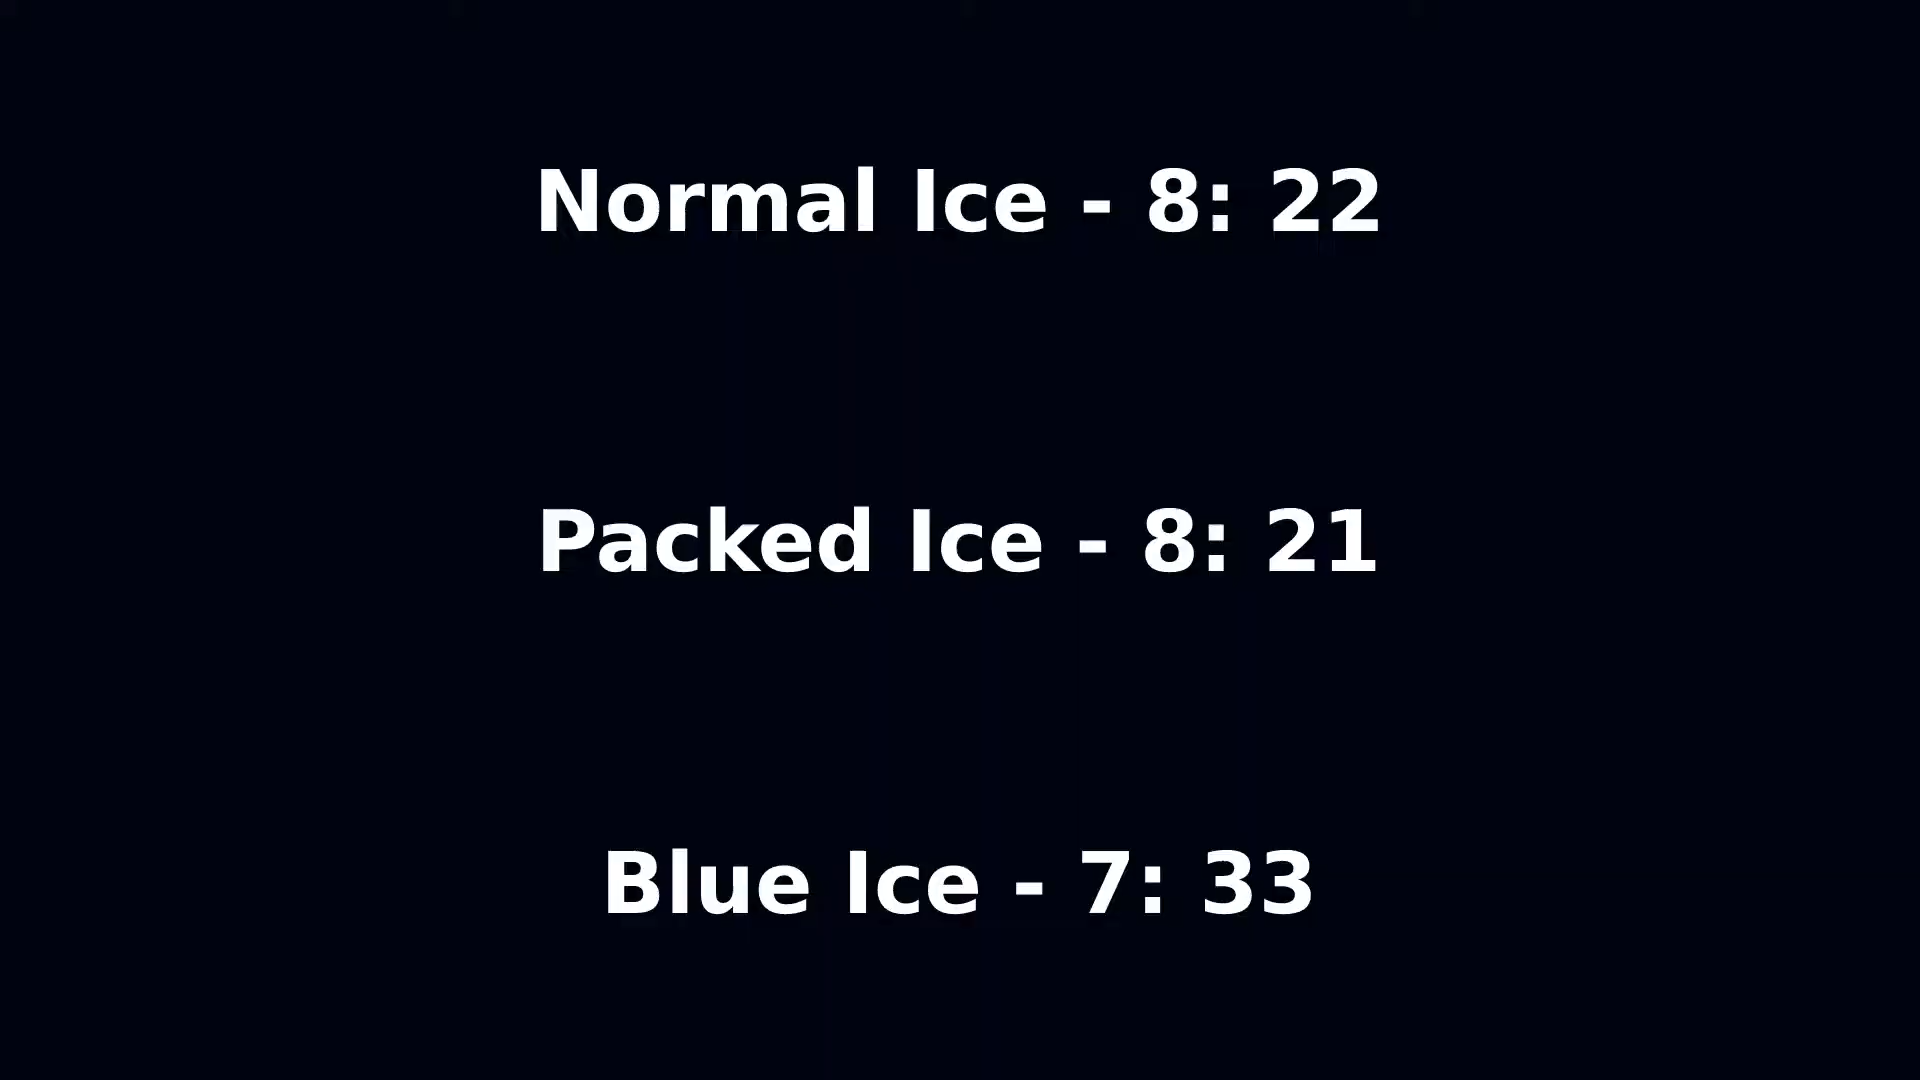 Normal Ice - 8: 22
Packed Ice - 8: 21
Blue Ice - 7: 33